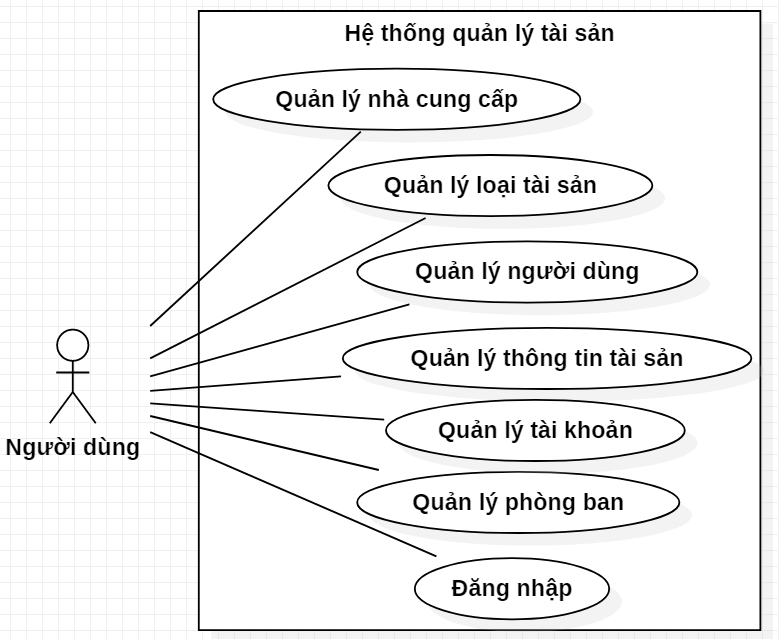 Hệ thống quản lý tài sản
Quản lý nhà cung cấp
Quản lý loại tài sản
Quản lý người dùng
Quản lý thông tin tài sản
Quản lý tài khoản
Người dùng
Quản lý phòng ban
Đăng nhập